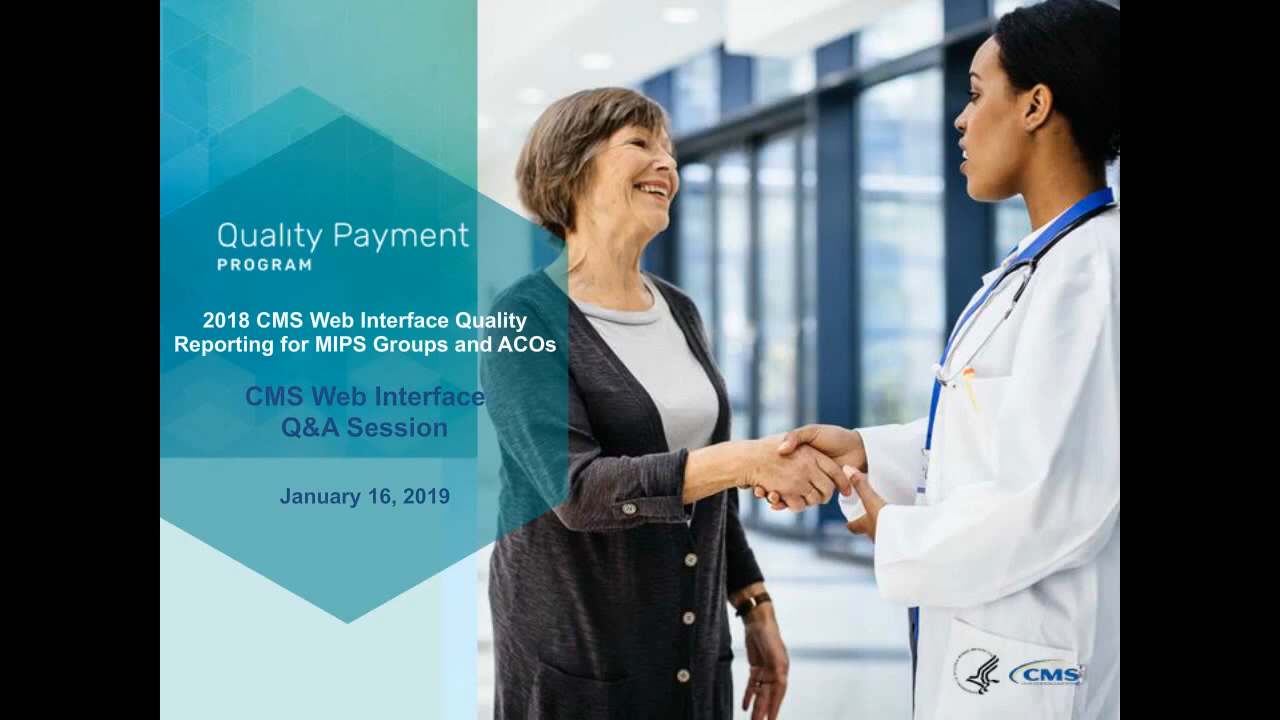 Quality Payment
PROGRAM
2018 CMS Web Interface Quality
Reporting for MIPS Groups and ACOs
CMS Web Interface
Q&A Session
January 16, 2019
CMS